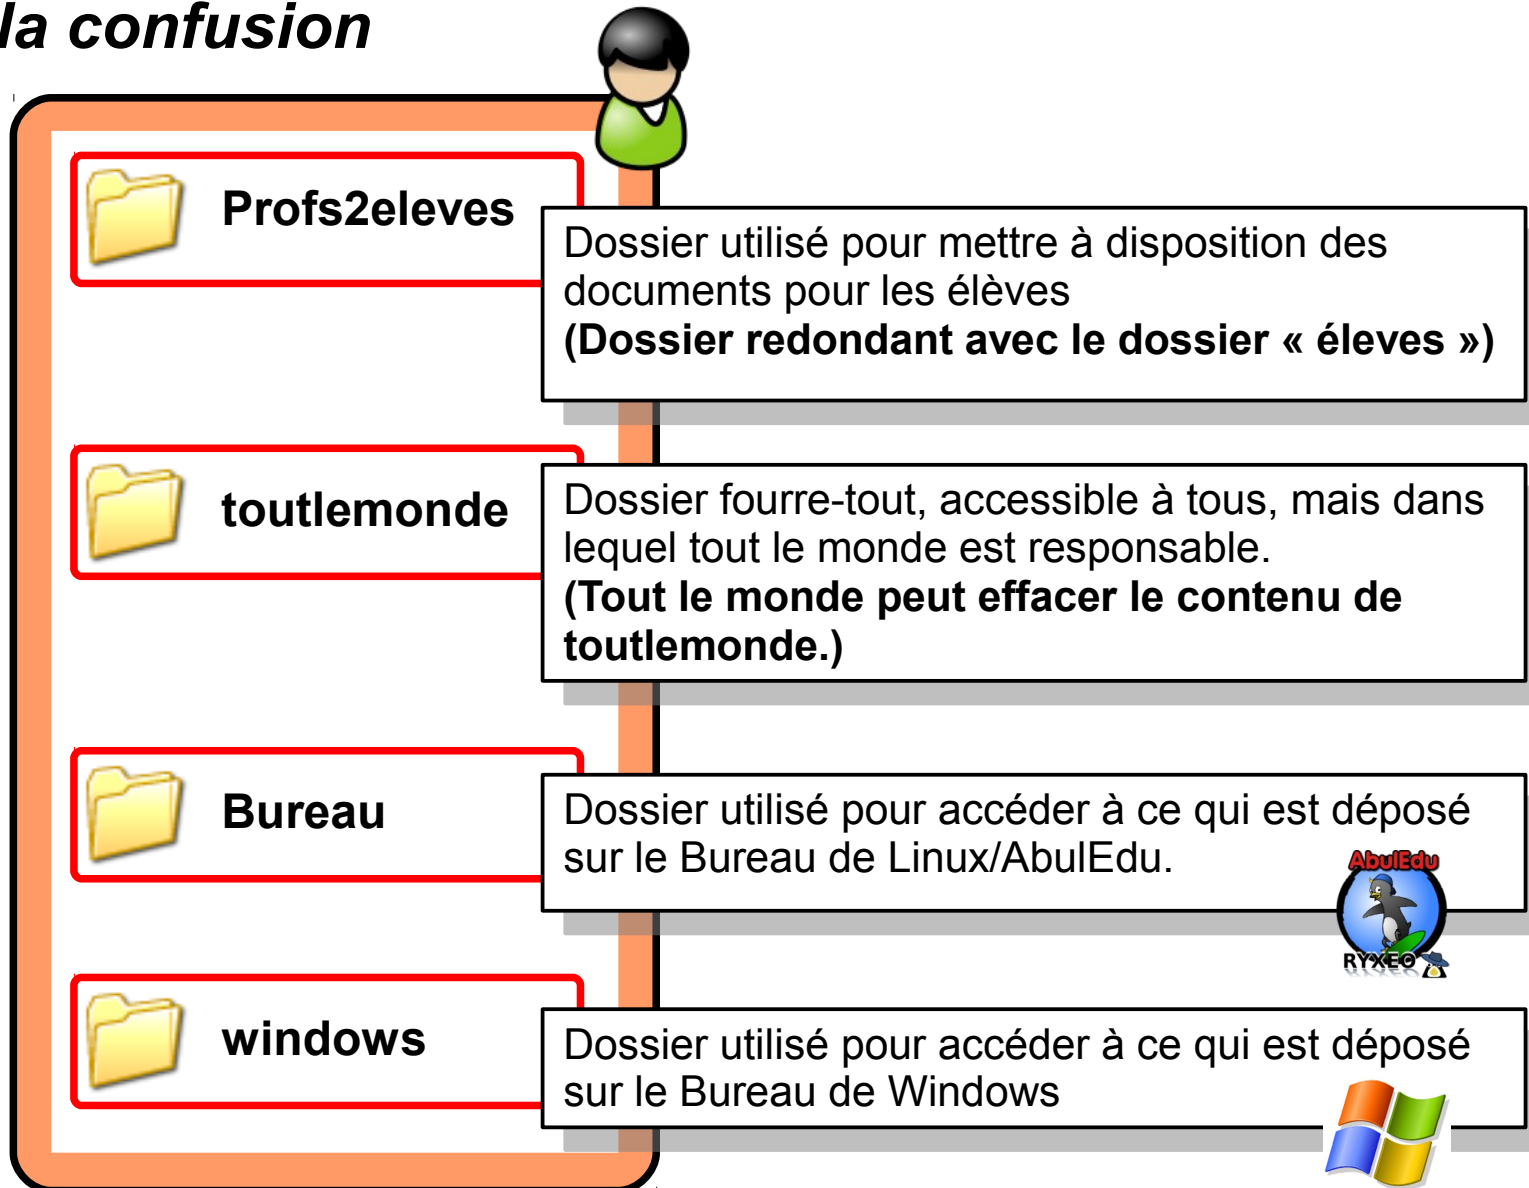 la confusion
Profs2eleves
Dossier utilisé pour mettre à disposition des
documents pour les élèves
(Dossier redondant avec le dossier « éleves »)
toutlemonde
Dossier fourre-tout, accessible à tous, mais dans
lequel tout le monde est responsable.
(Tout le monde peut effacer le contenu de
toutlemonde.)
Bureau
Dossier utilisé pour accéder à ce qui est déposé
sur le Bureau de Linux/AbulEdu.
AbulEdu
RYXEO
windows
Dossier utilisé pour accéder à ce qui est déposé
sur le Bureau de Windows